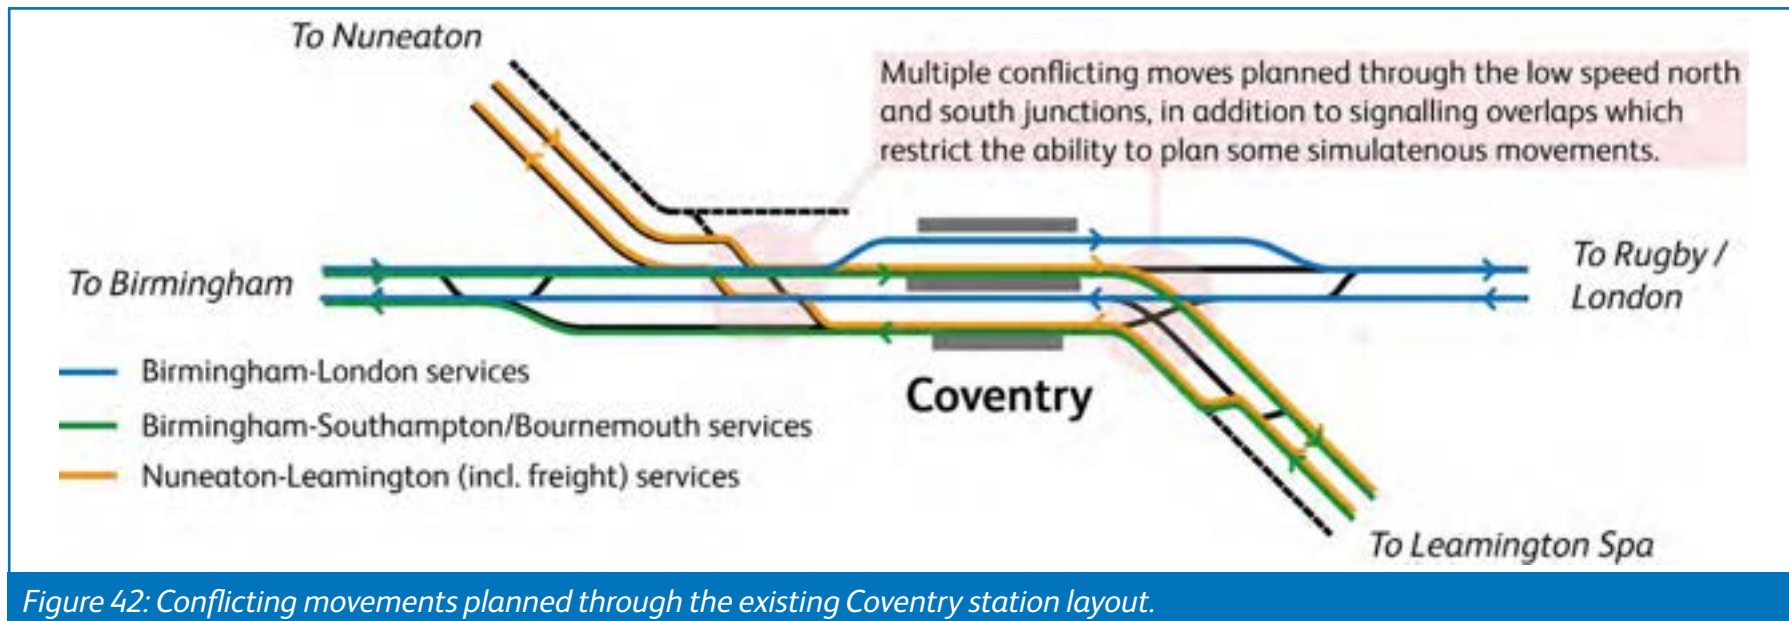 To Nuneaton
Multiple conflicting moves planned through the low speed north
and south junctions, in addition to signalling overlaps which
restrict the ability to plan some simulatenous movements.
To Birmingham
To Rugby /
London
Birmingham-London services
Coventry
Birmingham-Southampton/Bournemouth services
Nuneaton-Leamington (incl. freight) services
To Leamington Spa
Figure 42: Conflicting movements planned through the existing Coventry station layout.